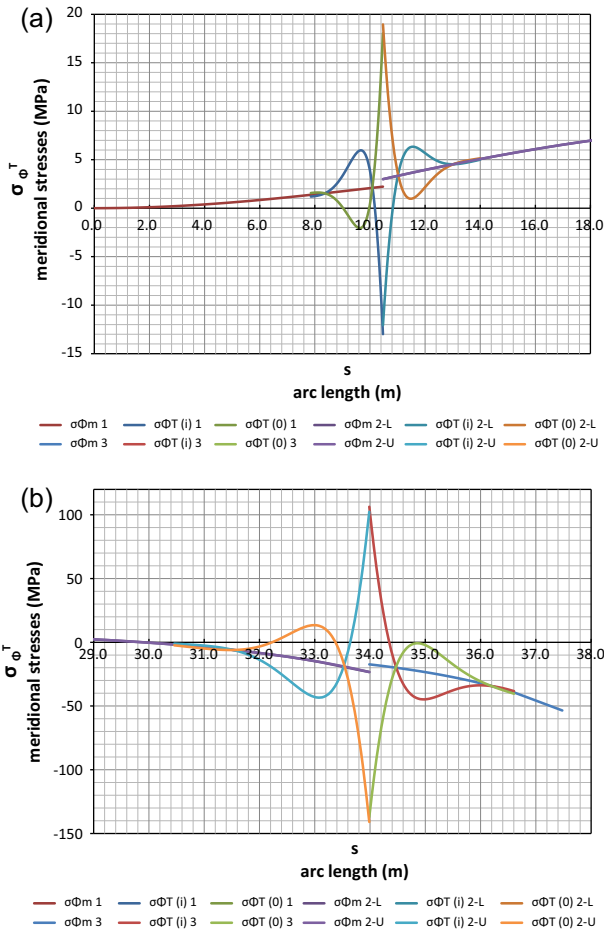 (a)
20
15
10
5
0
-5
-10
-15
0.0 2.0 4.0 6.0 8.0 10.0 12.0 14.0 16.0 18.0
σΦT
meridional stresses (MPa)
s
arc length (m)
σΦm 1 σΦT (i) 1 σΦT (0) 1 σΦm 2-L σΦT (i) 2-L σΦT (0) 2-L
σΦm 3 σΦT (i) 3 σΦT (0) 3 σΦm 2-U σΦT (i) 2-U σΦT (0) 2-U
(b)
100
50
0
-50
-100
-150
29.0 30.0 31.0 32.0 33.0 34.0 35.0 36.0 37.0 38.0
σΦT
meridional stresses (MPa)
s
arc length (m)
σΦm 1 σΦT (i) 1 σΦT (0) 1 σΦm 2-L σΦT (i) 2-L σΦT (0) 2-L
σΦm 3 σΦT (i) 3 σΦT (0) 3 σΦm 2-U σΦT (i) 2-U σΦT (0) 2-U